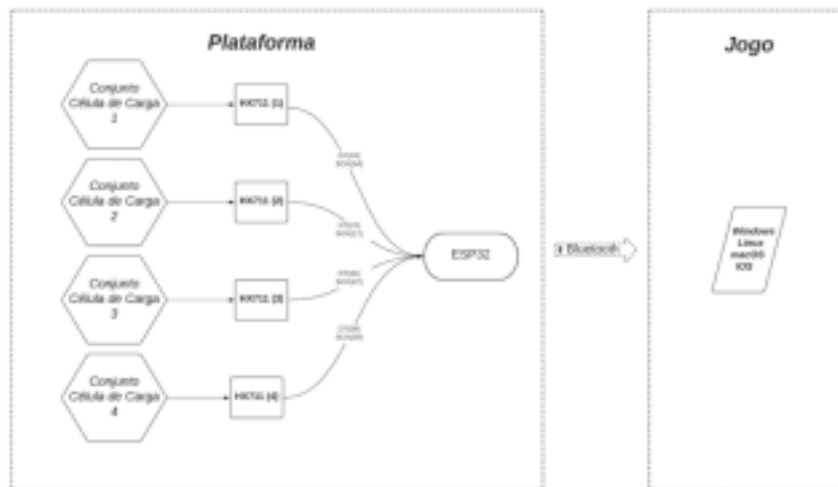 Plataforma
Jogo
Conjunto
Célula de Carga
1
HX711 (1)
Conjunto
Célula de Carga
2
HX711 (2)
Conjunto
Célula de Carga
3
HX711 (3)
Conjunto
Célula de Carga
4
HX711 (4)
ESP32
Bluetooth
Windows
Linux
macOS
iOS